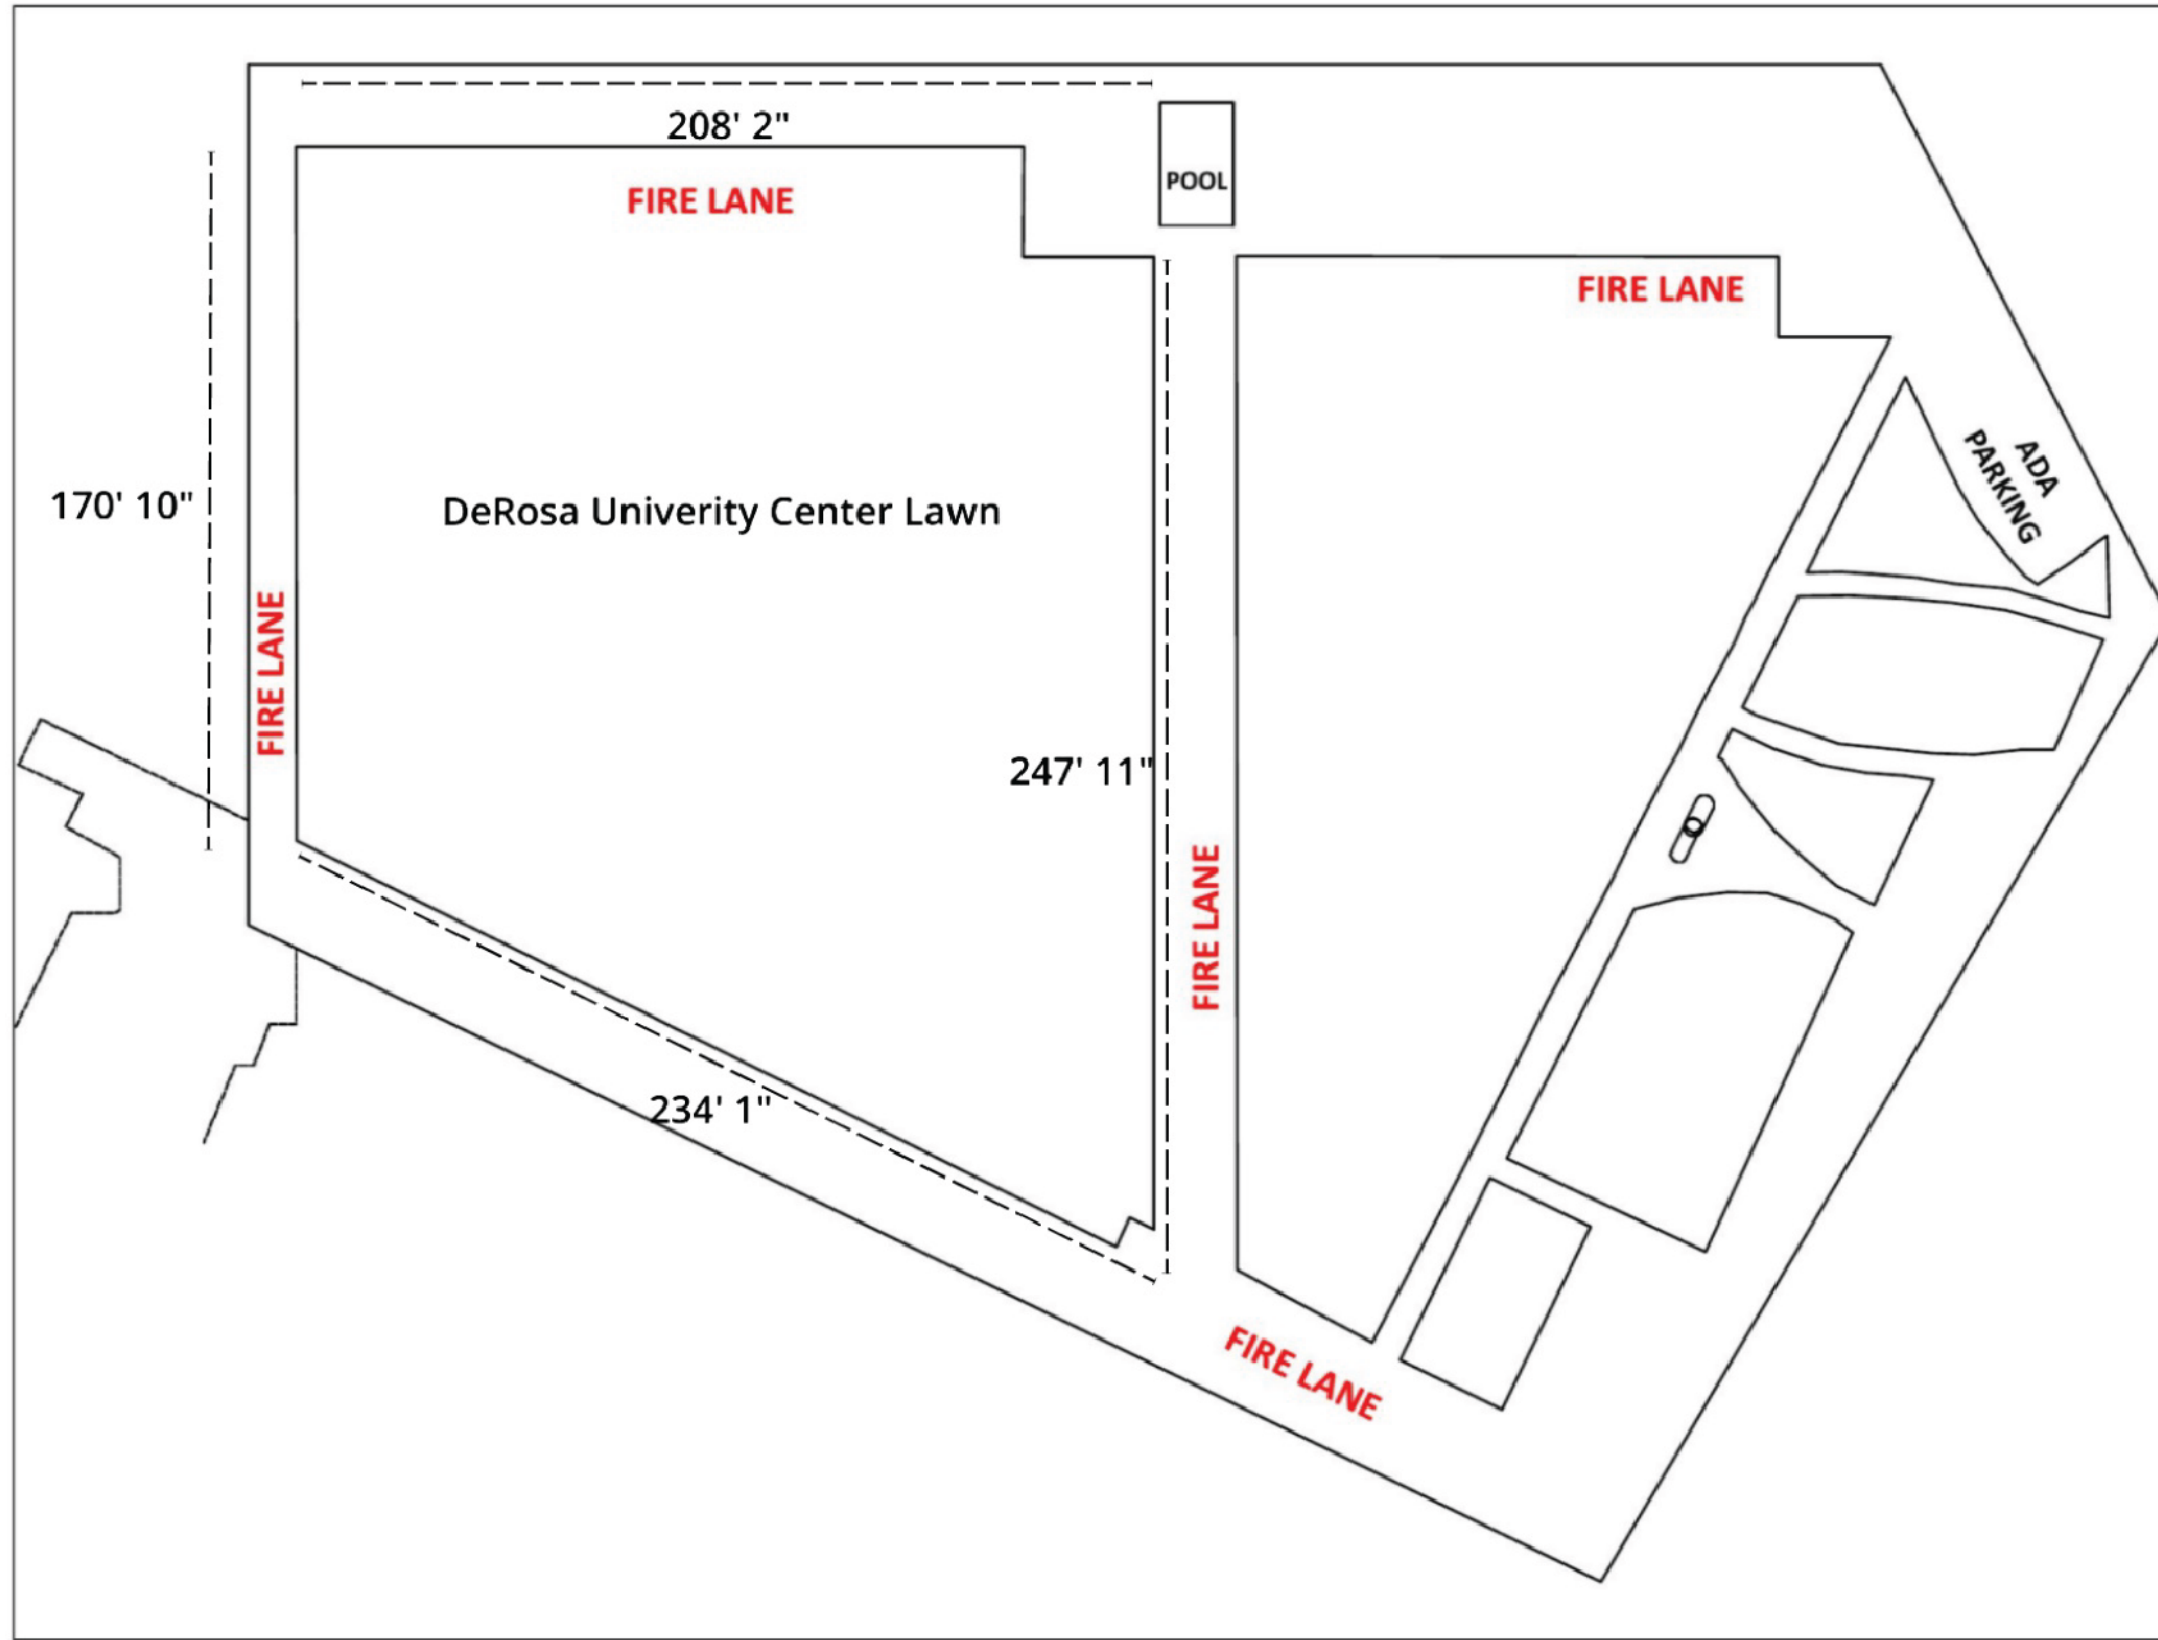 208' 2"
POOL
FIRE LANE
FIRE LANE
ADA
PARKING
170' 10"
DeRosa Univerity Center Lawn
FIRE LANE
247' 11"
FIRE LANE
234' 1"
FIRE LANE